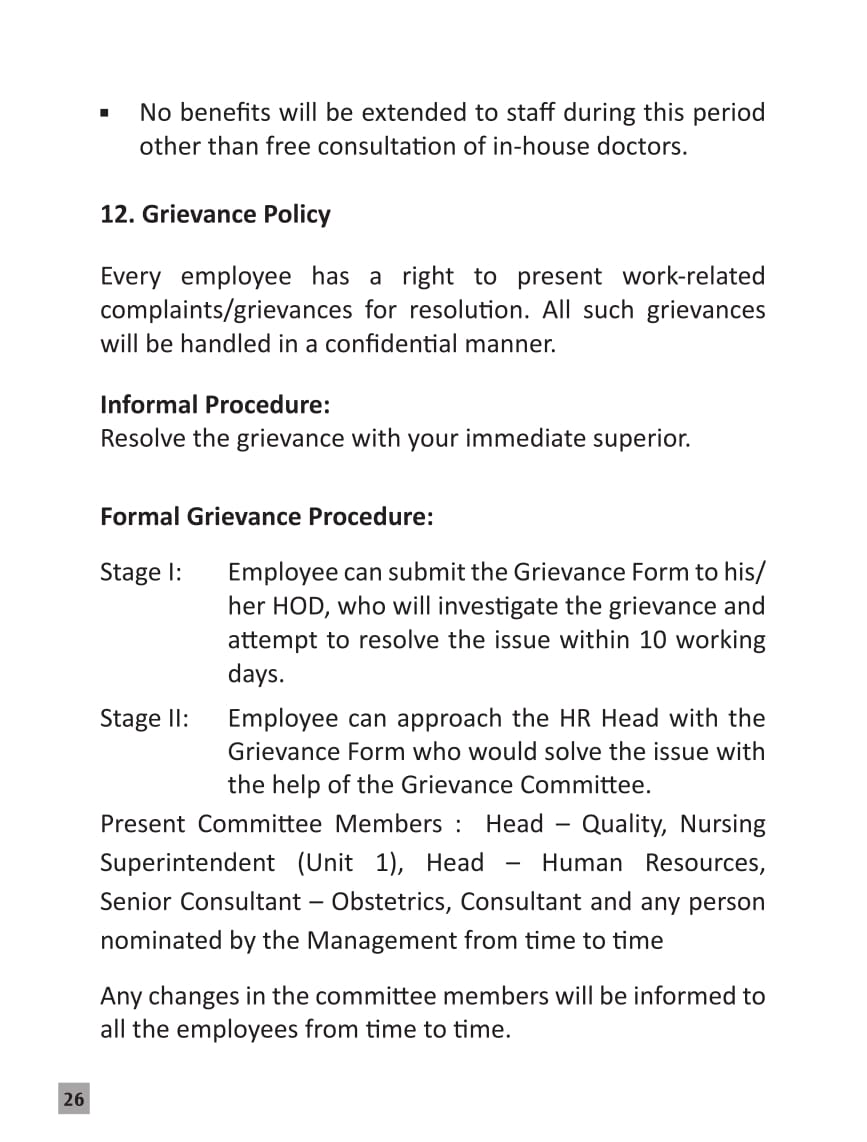 ▪ No benefits will be extended to staff during this period
other than free consultation of in-house doctors.
12. Grievance Policy
Every employee has a right to present work-related
complaints/grievances for resolution. All such grievances
will be handled in a confidential manner.
Informal Procedure:
Resolve the grievance with your immediate superior.
Formal Grievance Procedure:
Stage I: Employee can submit the Grievance Form to his/
her HOD, who will investigate the grievance and
attempt to resolve the issue within 10 working
days.
Stage II: Employee can approach the HR Head with the
Grievance Form who would solve the issue with
the help of the Grievance Committee.
Present Committee Members : Head – Quality, Nursing
Superintendent (Unit 1), Head – Human Resources,
Senior Consultant – Obstetrics, Consultant and any person
nominated by the Management from time to time
Any changes in the committee members will be informed to
all the employees from time to time.
26